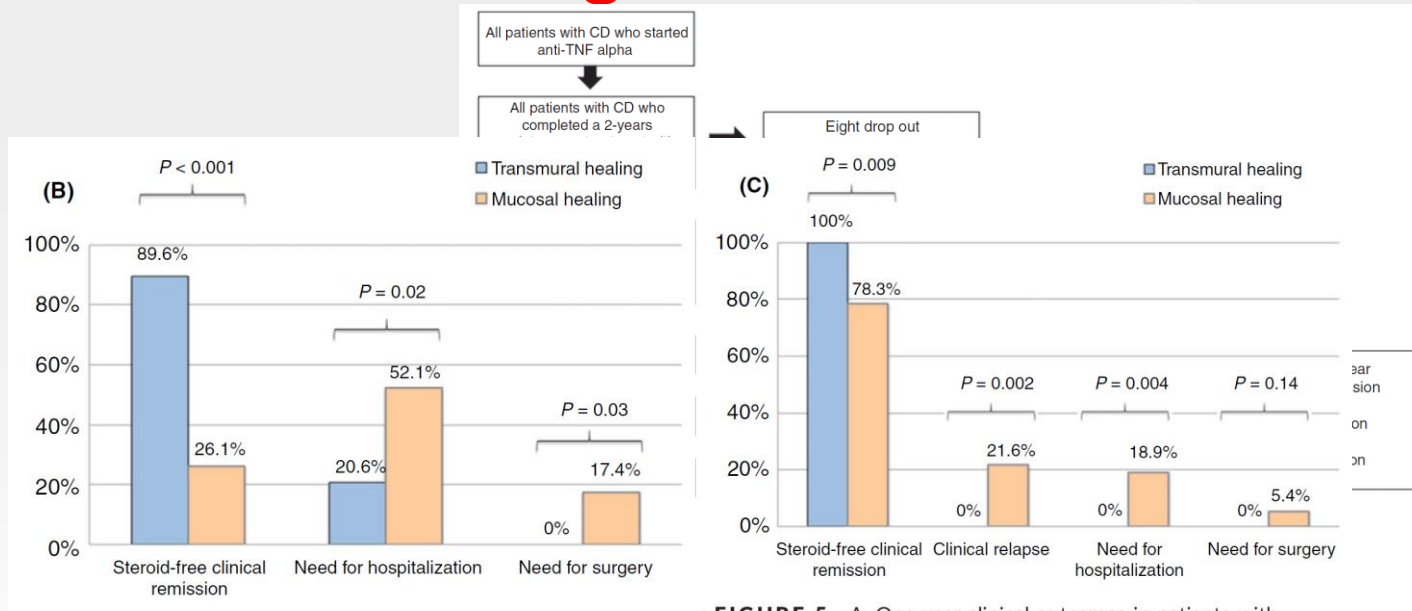 All patients with CD who started
anti-TNF alpha
All patients with CD who
completed a 2-years
Eight drop out
(B)
P < 0.001
Transmural healing
Mucosal healing
100%
80%
60%
40%
20%
0%
89.6%
26.1%
P = 0.02
20.6%
52.1%
P = 0.03
0%
17.4%
Steroid-free clinical
remission
Need for hospitalization
Need for surgery
(C)
P = 0.009
Transmural healing
Mucosal healing
100%
80%
60%
40%
20%
0%
100%
78.3%
P = 0.002
0%
21.6%
P = 0.004
0%
18.9%
P = 0.14
0%
5.4%
Steroid-free clinical
remission
Clinical relapse
Need for
hospitalization
Need for surgery
ear
sion
on
on